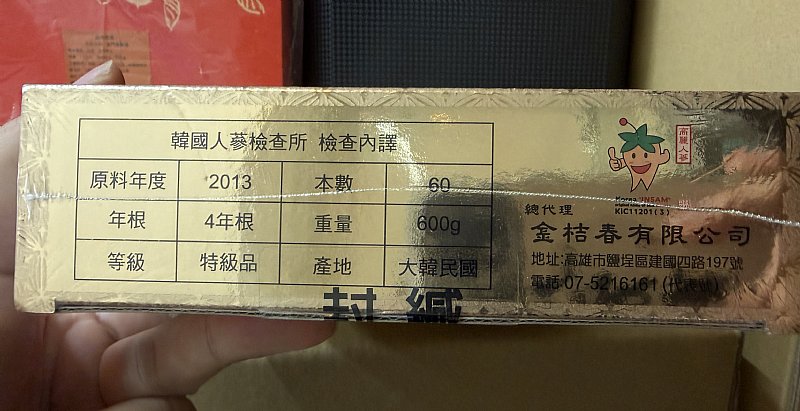 韓國人蔘檢查所 檢查內譯
原料年度 2013 本數 60
年根 4年根 重量 600g
等級 特級品 產地 大韓民國
封緘
高麗人蔘
KIC11201(3)
總代理
金桔春有限公司
地址:高雄市鹽埕區建國四路197號
電話:07-5216161(代表號)